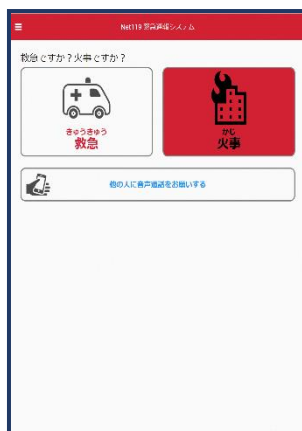 Net119 緊急通報システム
救急ですか?火事ですか?
きゅうきゅう
救急
かじ
火事
他の人に音声通話をお願いする